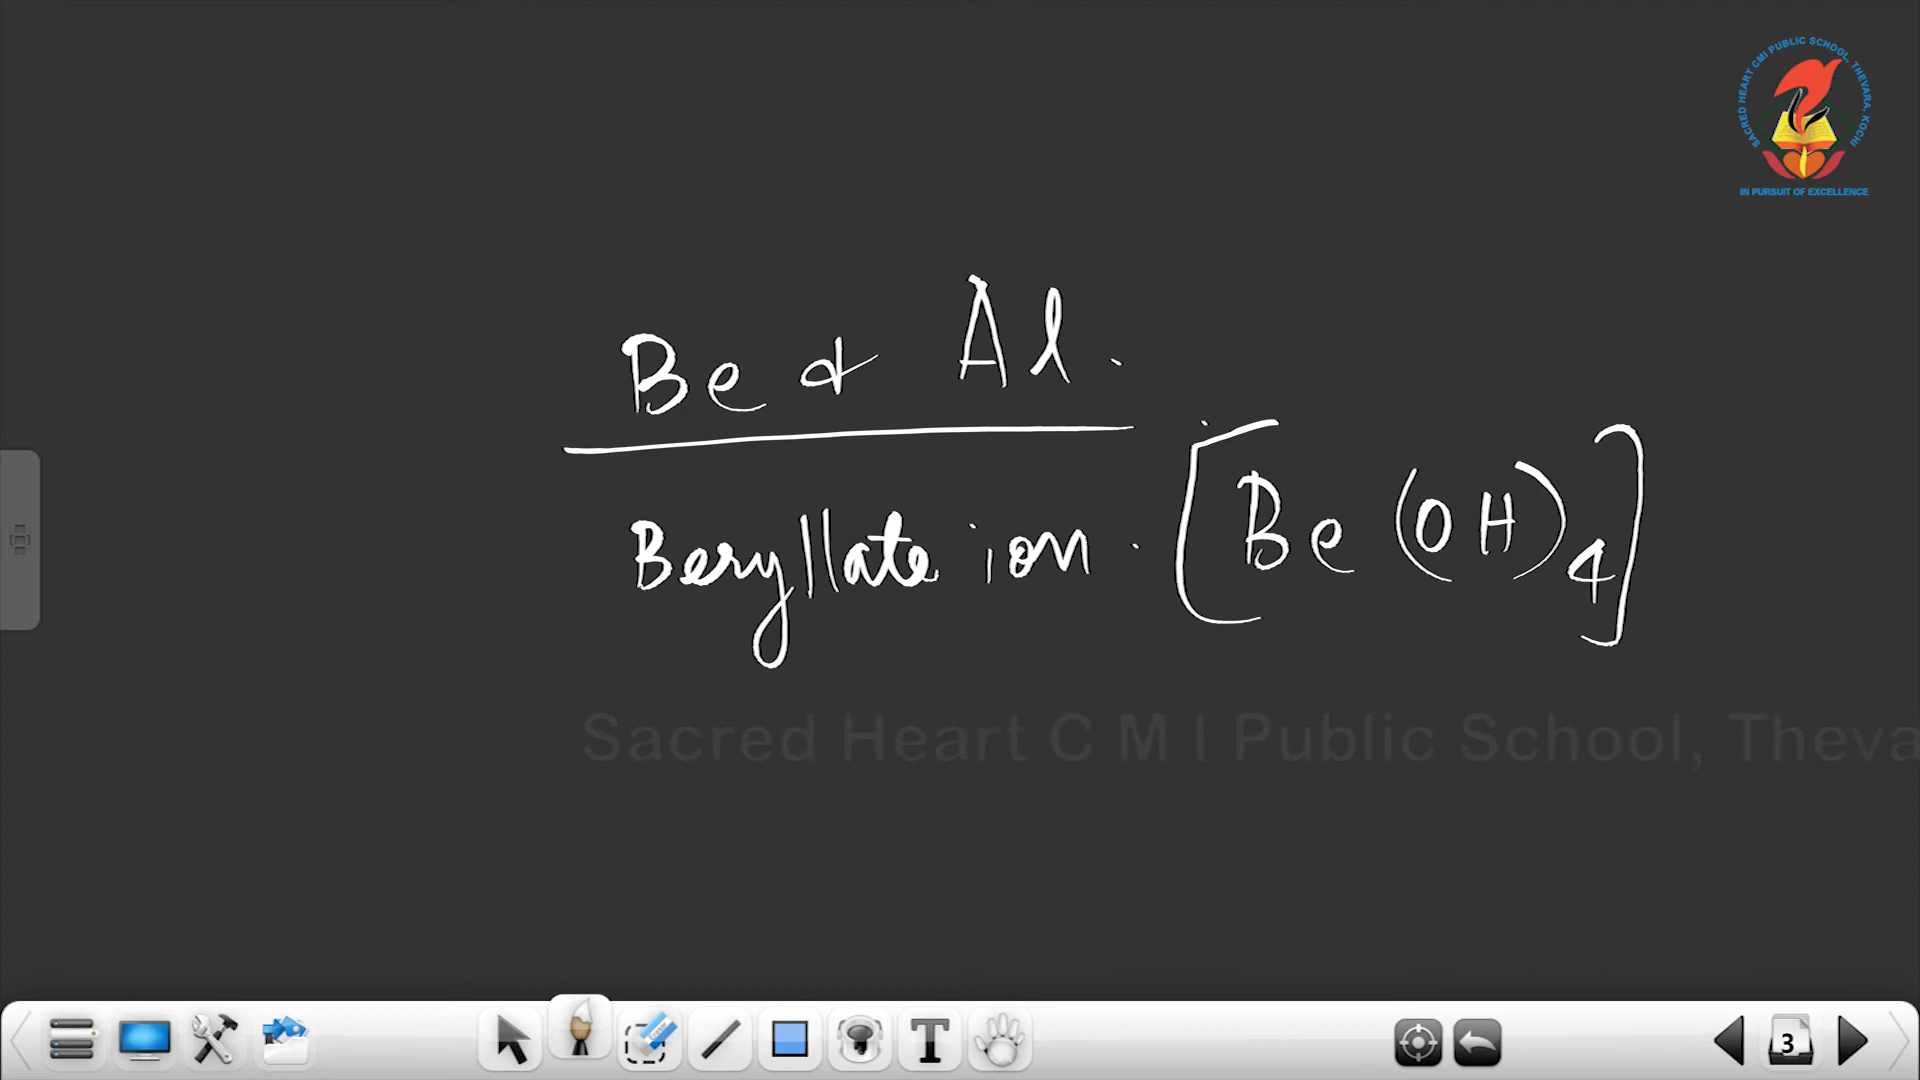 SACRED HEART CMI PUBLIC SCHOOL, THEVARA, KOCHI
IN PURSUIT OF EXCELLENCE
Be & Al.
Beryllate ion. [Be(OH)4]
Sacred Heart C M I Public School, Theva
T
3